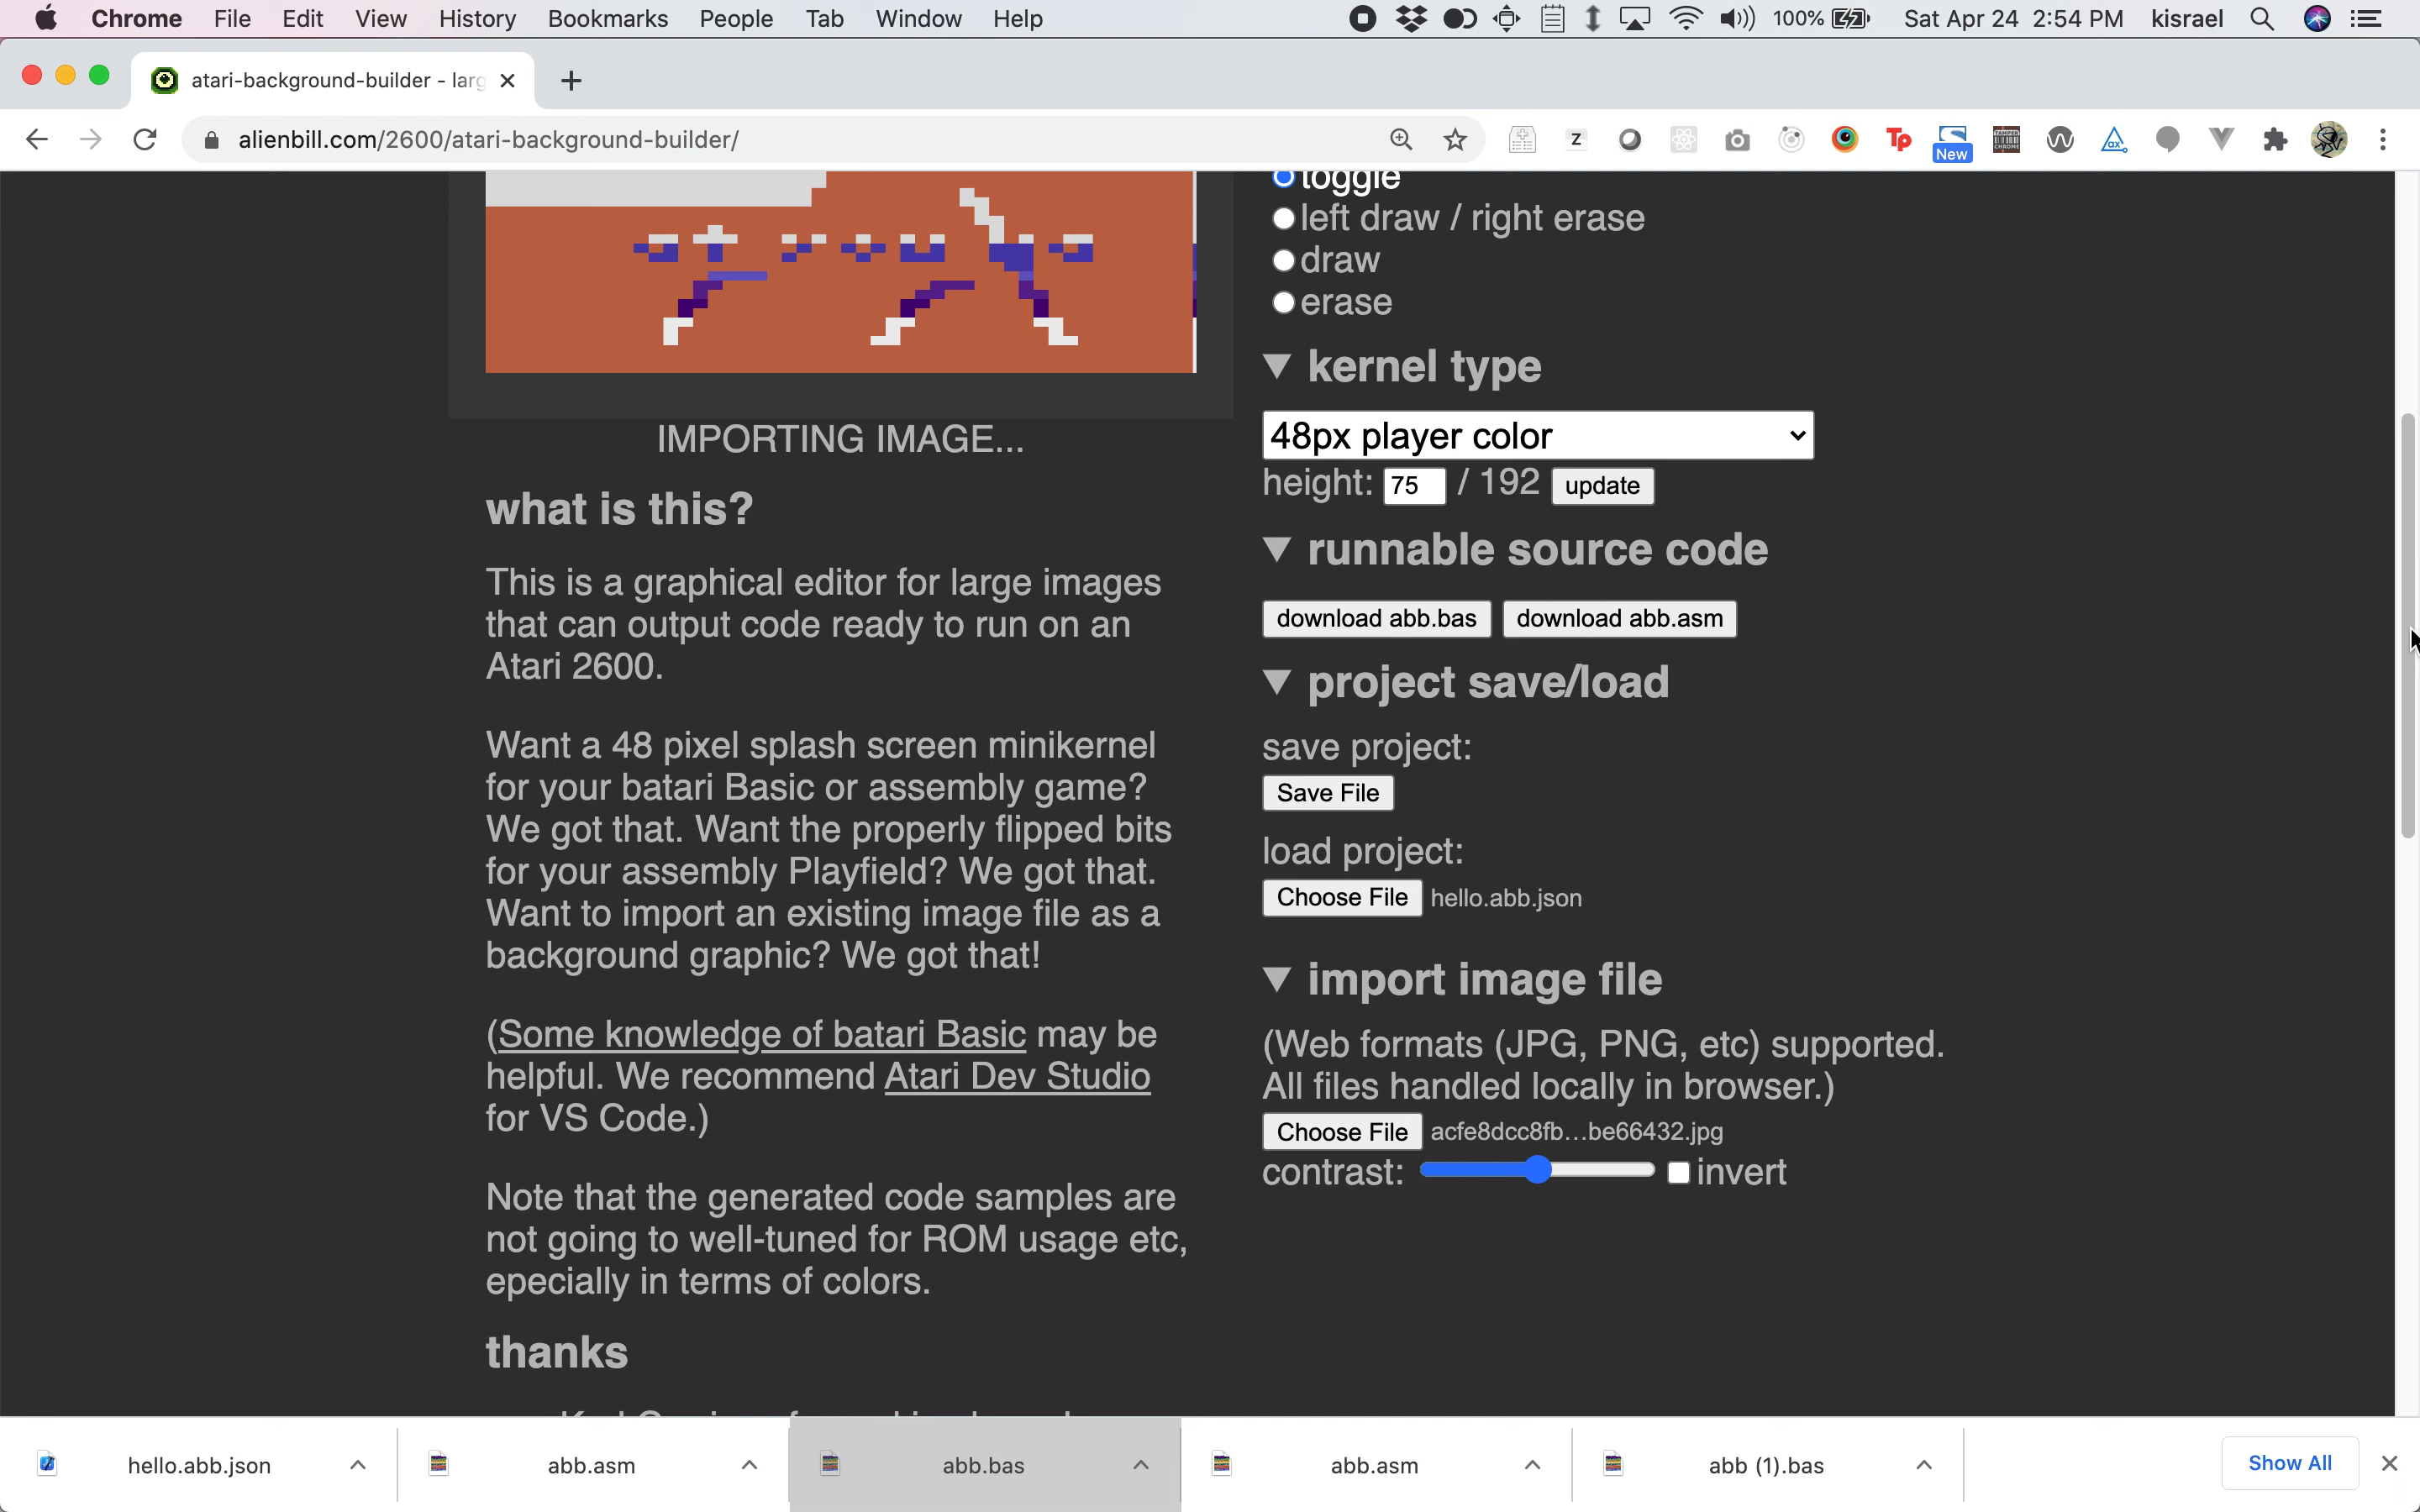 Chrome File Edit View History Bookmarks People Tab Window Help 100% Sat Apr 24 2:54 PM kisrael
atari-background-builder - larg
alienbill.com/2600/atari-background-builder/
Z
Tp
New
TAMPER
CHROME
ax
toggle
left draw / right erase
draw
erase
kernel type
48px player color
height: 75 / 192 update
runnable source code
download abb.bas download abb.asm
project save/load
save project:
Save File
load project:
Choose File hello.abb.json
import image file
(Web formats (JPG, PNG, etc) supported.
All files handled locally in browser.)
Choose File acfe8dcc8fb...be66432.jpg
contrast: invert
IMPORTING IMAGE...
what is this?
This is a graphical editor for large images
that can output code ready to run on an
Atari 2600.
Want a 48 pixel splash screen minikernel
for your batari Basic or assembly game?
We got that. Want the properly flipped bits
for your assembly Playfield? We got that.
Want to import an existing image file as a
background graphic? We got that!
(Some knowledge of batari Basic may be
helpful. We recommend Atari Dev Studio
for VS Code.)
Note that the generated code samples are
not going to well-tuned for ROM usage etc,
epecially in terms of colors.
thanks
hello.abb.json abb.asm abb.bas abb.asm abb (1).bas Show All